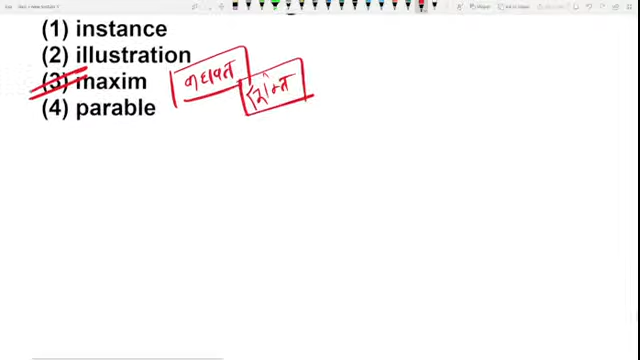 (1) instance
(2) illustration
(3) maxim कहावत
(4) parable